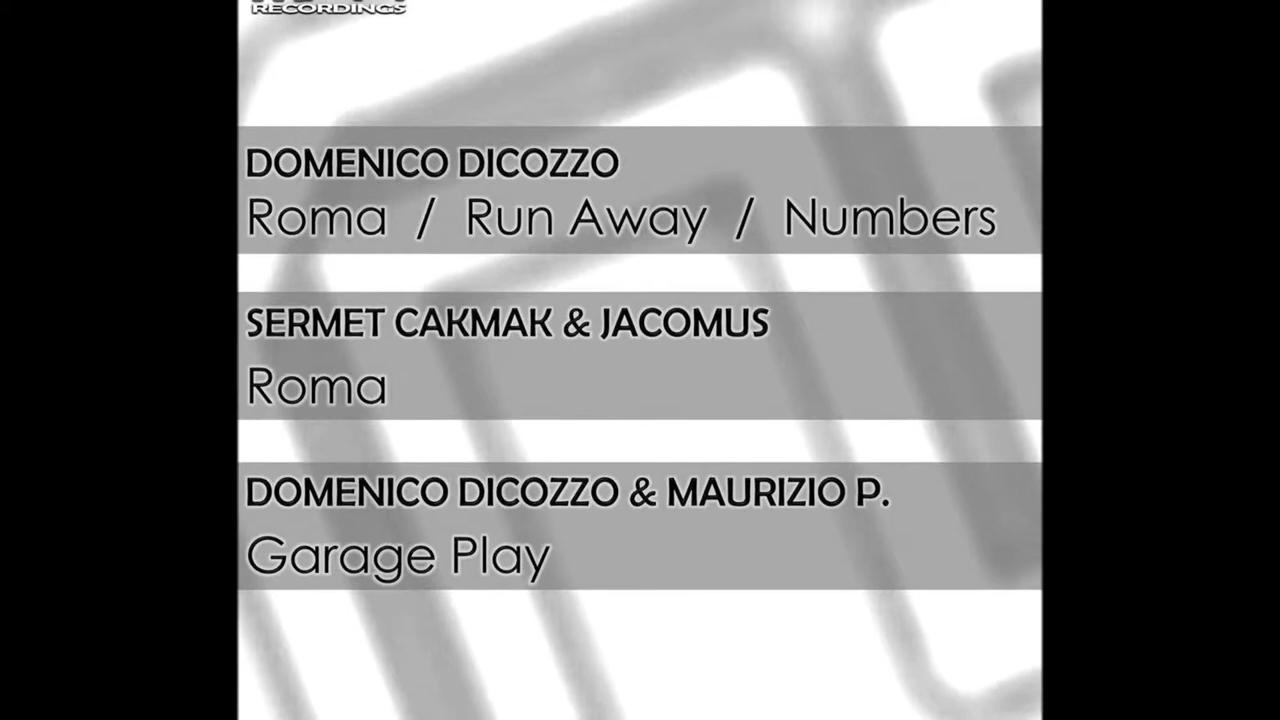 RECORDINGS
DOMENICO DICOZZO
Roma / Run Away / Numbers
SERMET CAKMAK & JACOMUS
Roma
DOMENICO DICOZZO & MAURIZIO P.
Garage Play